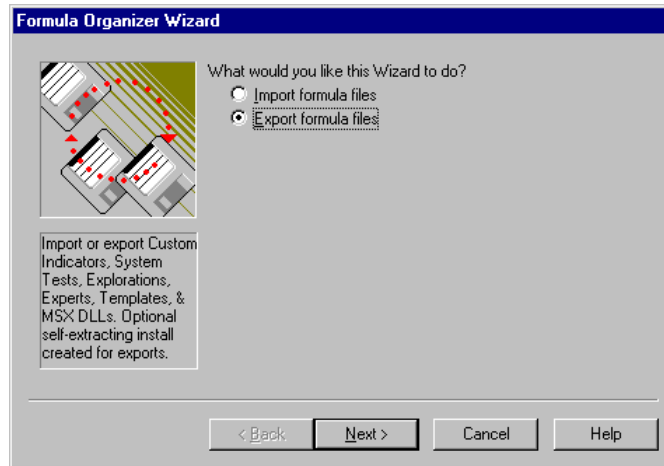 Formula Organizer Wizard
What would you like this Wizard to do?
Import formula files
Export formula files
Import or export Custom
Indicators, System
Tests, Explorations,
Experts, Templates, &
MSX DLLs. Optional
self-extracting install
created for exports.
< Back
Next >
Cancel
Help